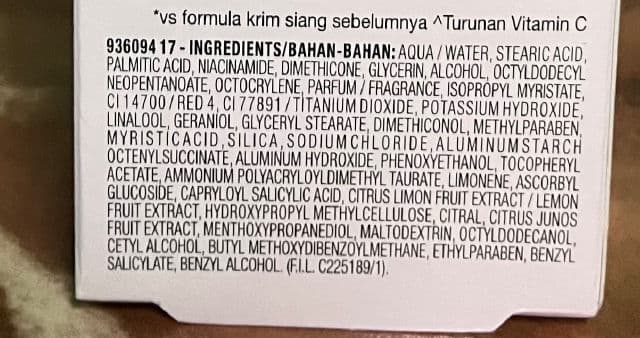 *vs formula krim siang sebelumnya ^Turunan Vitamin C
936094 17 - INGREDIENTS/BAHAN-BAHAN: AQUA / WATER, STEARIC ACID,
PALMITIC ACID, NIACINAMIDE, DIMETHICONE, GLYCERIN, ALCOHOL, OCTYLDODECYL
NEOPENTANOATE, OCTOCRYLENE, PARFUM / FRAGRANCE, ISOPROPYL MYRISTATE,
CI 14700 / RED 4, CI 77891 / TITANIUM DIOXIDE, POTASSIUM HYDROXIDE,
LINALOOL, GERANIOL, GLYCERYL STEARATE, DIMETHICONOL, METHYLPARABEN,
MYRISTIC ACID, SILICA, SODIUM CHLORIDE, ALUMINUM STARCH
OCTENYLSUCCINATE, ALUMINUM HYDROXIDE, PHENOXYETHANOL, TOCOPHERYL
ACETATE, AMMONIUM POLYACRYLOYLDIMETHYL TAURATE, LIMONENE, ASCORBYL
GLUCOSIDE, CAPRYLOYL SALICYLIC ACID, CITRUS LIMON FRUIT EXTRACT / LEMON
FRUIT EXTRACT, HYDROXYPROPYL METHYLCELLULOSE, CITRAL, CITRUS JUNOS
FRUIT EXTRACT, MENTHOXYPROPANEDIOL, MALTODEXTRIN, OCTYLDODECANOL,
CETYL ALCOHOL, BUTYL METHOXYDIBENZOYLMETHANE, ETHYLPARABEN, BENZYL
SALICYLATE, BENZYL ALCOHOL. (F.I.L. C225189/1).